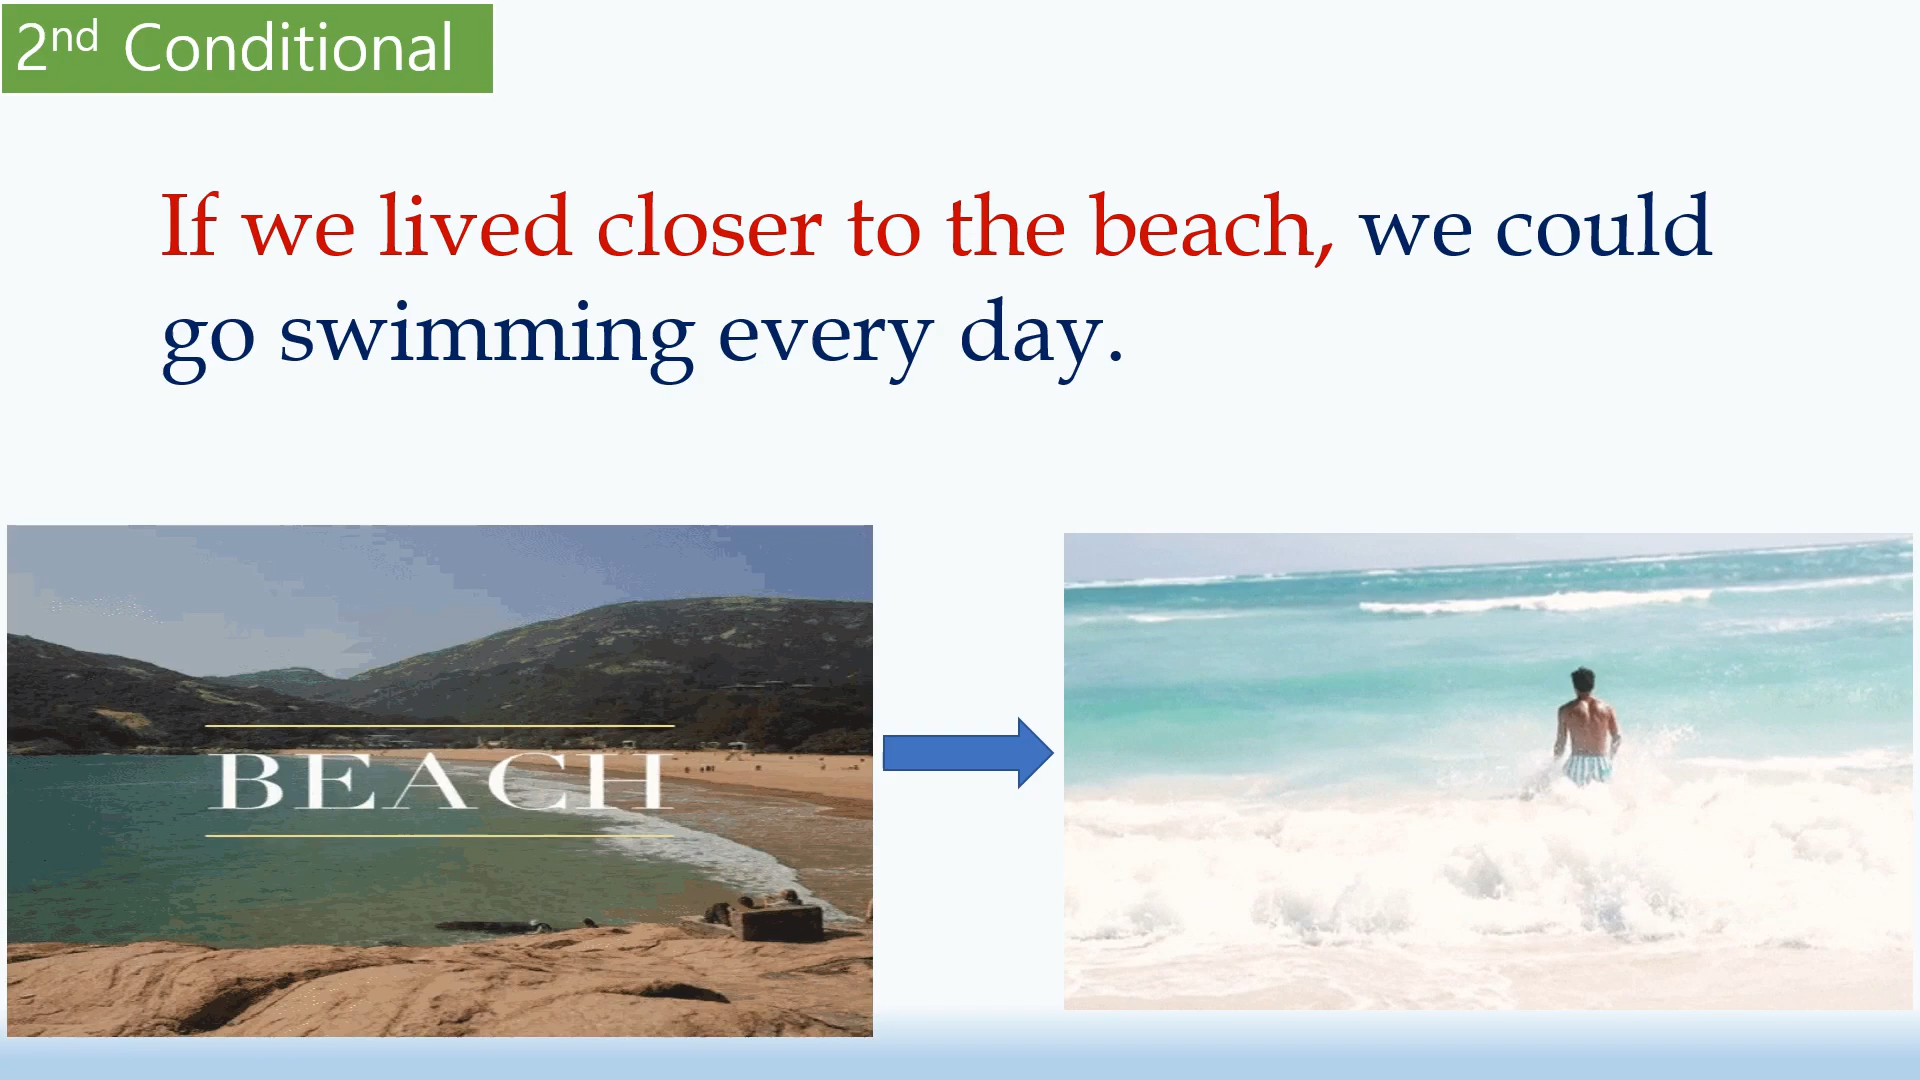 2nd Conditional
If we lived closer to the beach, we could
go swimming every day.
BEACH